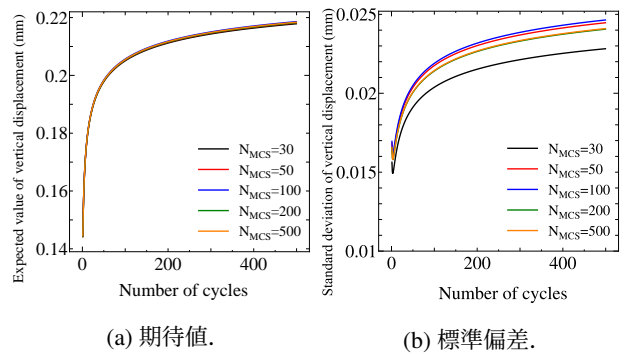 Expected value of vertical displacement (mm)
0.22
0.2
0.18
0.16
0.14
0
200
400
Number of cycles
N_MCS=30
N_MCS=50
N_MCS=100
N_MCS=200
N_MCS=500
(a) 期待値.
Standard deviation of vertical displacement (mm)
0.025
0.02
0.015
0.01
0
200
400
Number of cycles
N_MCS=30
N_MCS=50
N_MCS=100
N_MCS=200
N_MCS=500
(b) 標準偏差.